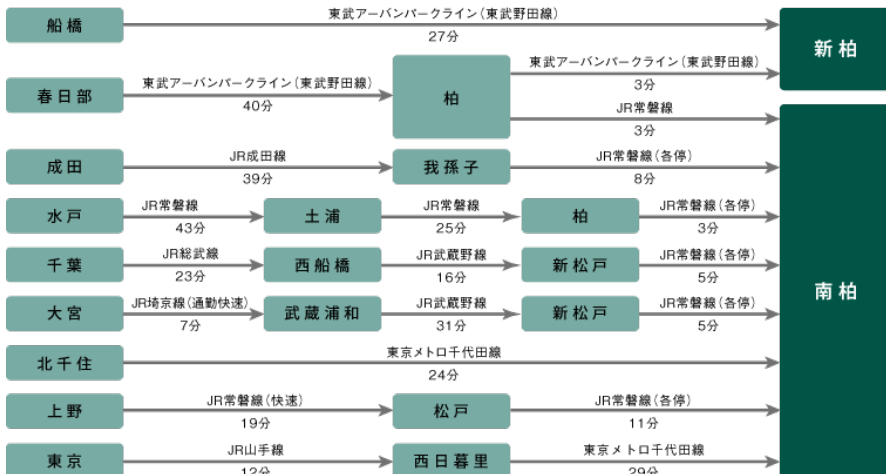 船橋
東武アーバンパークライン(東武野田線)
27分
新柏
春日部
東武アーバンパークライン(東武野田線)
40分
柏
東武アーバンパークライン(東武野田線)
3分
JR常磐線
3分
成田
JR成田線
39分
我孫子
JR常磐線(各停)
8分
水戸
JR常磐線
43分
土浦
JR常磐線
25分
柏
JR常磐線(各停)
3分
千葉
JR総武線
23分
西船橋
JR武蔵野線
16分
新松戸
JR常磐線(各停)
5分
大宮
JR埼京線(通勤快速)
7分
武蔵浦和
JR武蔵野線
31分
新松戸
JR常磐線(各停)
5分
南柏
北千住
東京メトロ千代田線
24分
上野
JR常磐線(快速)
19分
松戸
JR常磐線(各停)
11分
東京
JR山手線
12分
西日暮里
東京メトロ千代田線
29分